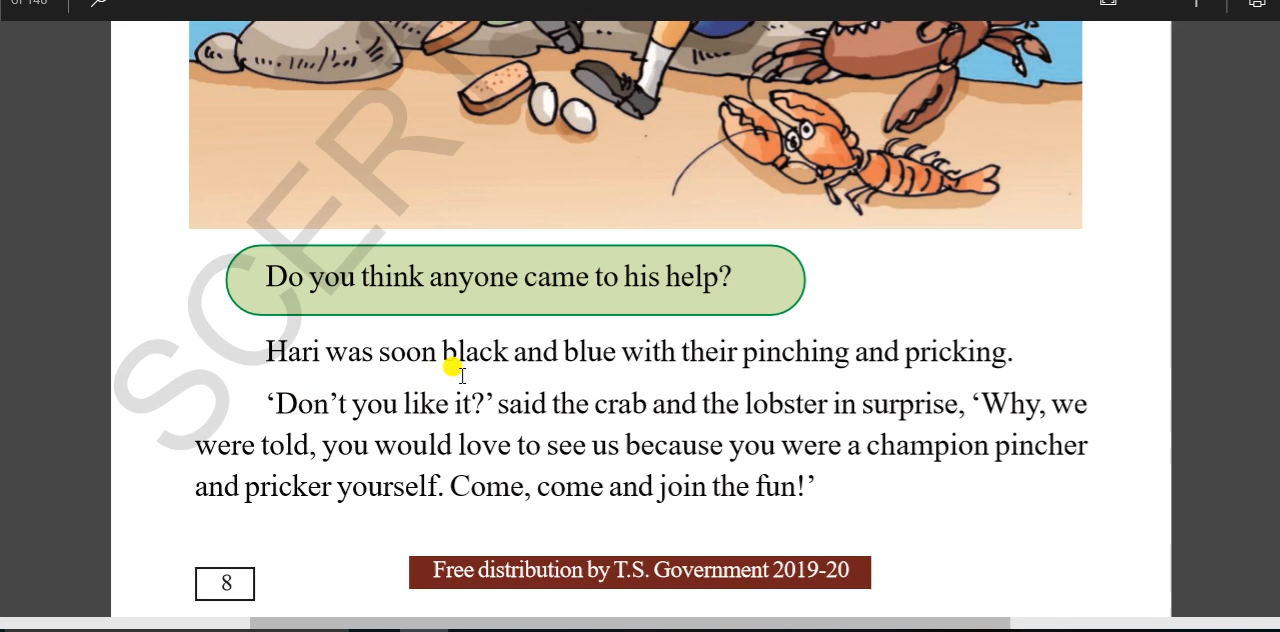 of 148
SCERT
Do you think anyone came to his help?
Hari was soon black and blue with their pinching and pricking.
‘Don’t you like it?’ said the crab and the lobster in surprise, ‘Why, we
were told, you would love to see us because you were a champion pincher
and pricker yourself. Come, come and join the fun!’
8
Free distribution by T.S. Government 2019-20